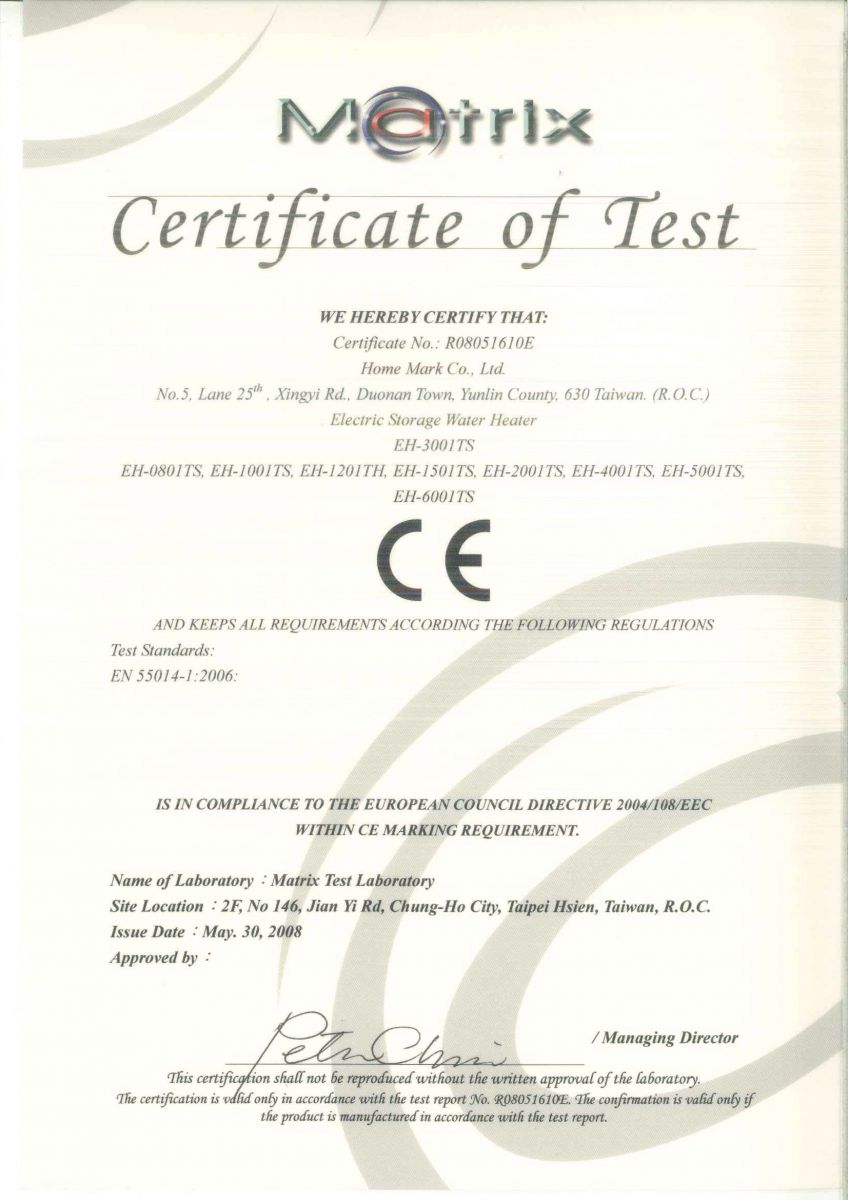 Matrix
Certificate of Test
WE HEREBY CERTIFY THAT:
Certificate No.: R08051610E
Home Mark Co., Ltd.
No.5, Lane 25th , Xingyi Rd., Duonan Town, Yunlin County, 630 Taiwan. (R.O.C.)
Electric Storage Water Heater
EH-3001TS
EH-0801TS, EH-1001TS, EH-1201TH, EH-1501TS, EH-2001TS, EH-4001TS, EH-5001TS,
EH-6001TS
CE
AND KEEPS ALL REQUIREMENTS ACCORDING THE FOLLOWING REGULATIONS
Test Standards:
EN 55014-1:2006:
IS IN COMPLIANCE TO THE EUROPEAN COUNCIL DIRECTIVE 2004/108/EEC
WITHIN CE MARKING REQUIREMENT.
Name of Laboratory：Matrix Test Laboratory
Site Location：2F, No 146, Jian Yi Rd, Chung-Ho City, Taipei Hsien, Taiwan, R.O.C.
Issue Date：May. 30, 2008
Approved by：
/ Managing Director
This certification shall not be reproduced without the written approval of the laboratory.
The certification is valid only in accordance with the test report No. R08051610E. The confirmation is valid only if
the product is manufactured in accordance with the test report.